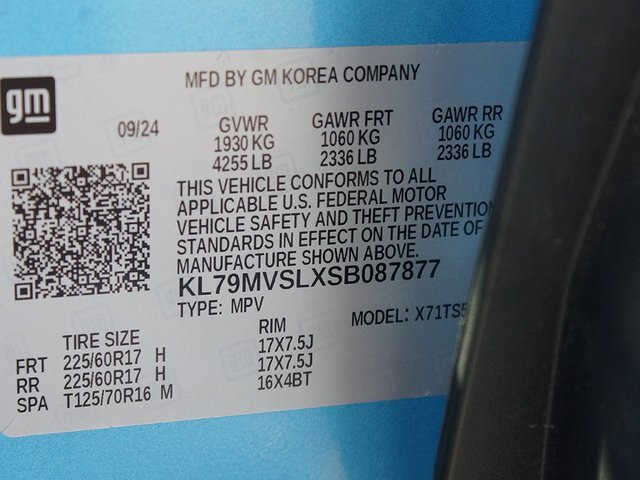 gm
MFD BY GM KOREA COMPANY
09/24 GVWR GAWR FRT GAWR RR
1930 KG 1060 KG 1060 KG
4255 LB 2336 LB 2336 LB
THIS VEHICLE CONFORMS TO ALL
APPLICABLE U.S. FEDERAL MOTOR
VEHICLE SAFETY AND THEFT PREVENTIO
STANDARDS IN EFFECT ON THE DATE OF
MANUFACTURE SHOWN ABOVE.
KL79MVSLXSB087877
TYPE: MPV MODEL: X71TS5
TIRE SIZE RIM
FRT 225/60R17 H 17X7.5J
RR 225/60R17 H 17X7.5J
SPA T125/70R16 M 16X4BT